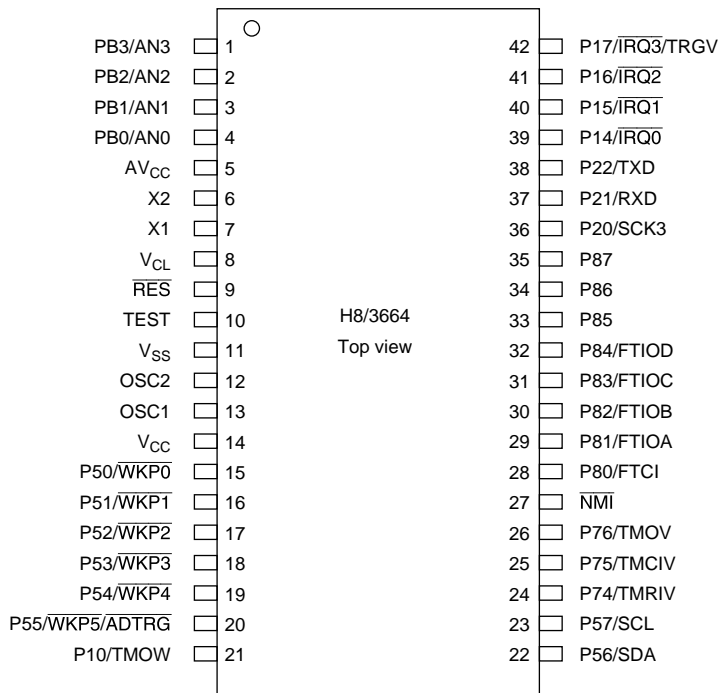 PB3/AN3 1 42 P17/IRQ3/TRGV
PB2/AN2 2 41 P16/IRQ2
PB1/AN1 3 40 P15/IRQ1
PB0/AN0 4 39 P14/IRQ0
AVCC 5 38 P22/TXD
X2 6 37 P21/RXD
X1 7 36 P20/SCK3
VCL 8 35 P87
RES 9 34 P86
TEST 10 H8/3664 33 P85
VSS 11 Top view 32 P84/FTIOD
OSC2 12 31 P83/FTIOC
OSC1 13 30 P82/FTIOB
VCC 14 29 P81/FTIOA
P50/WKP0 15 28 P80/FTCI
P51/WKP1 16 27 NMI
P52/WKP2 17 26 P76/TMOV
P53/WKP3 18 25 P75/TMCIV
P54/WKP4 19 24 P74/TMRIV
P55/WKP5/ADTRG 20 23 P57/SCL
P10/TMOW 21 22 P56/SDA